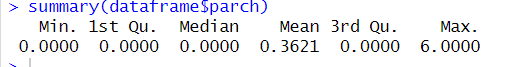 > summary(dataframe$parch)
Min. 1st Qu. Median Mean 3rd Qu. Max.
0.0000 0.0000 0.0000 0.3621 0.0000 6.0000
>